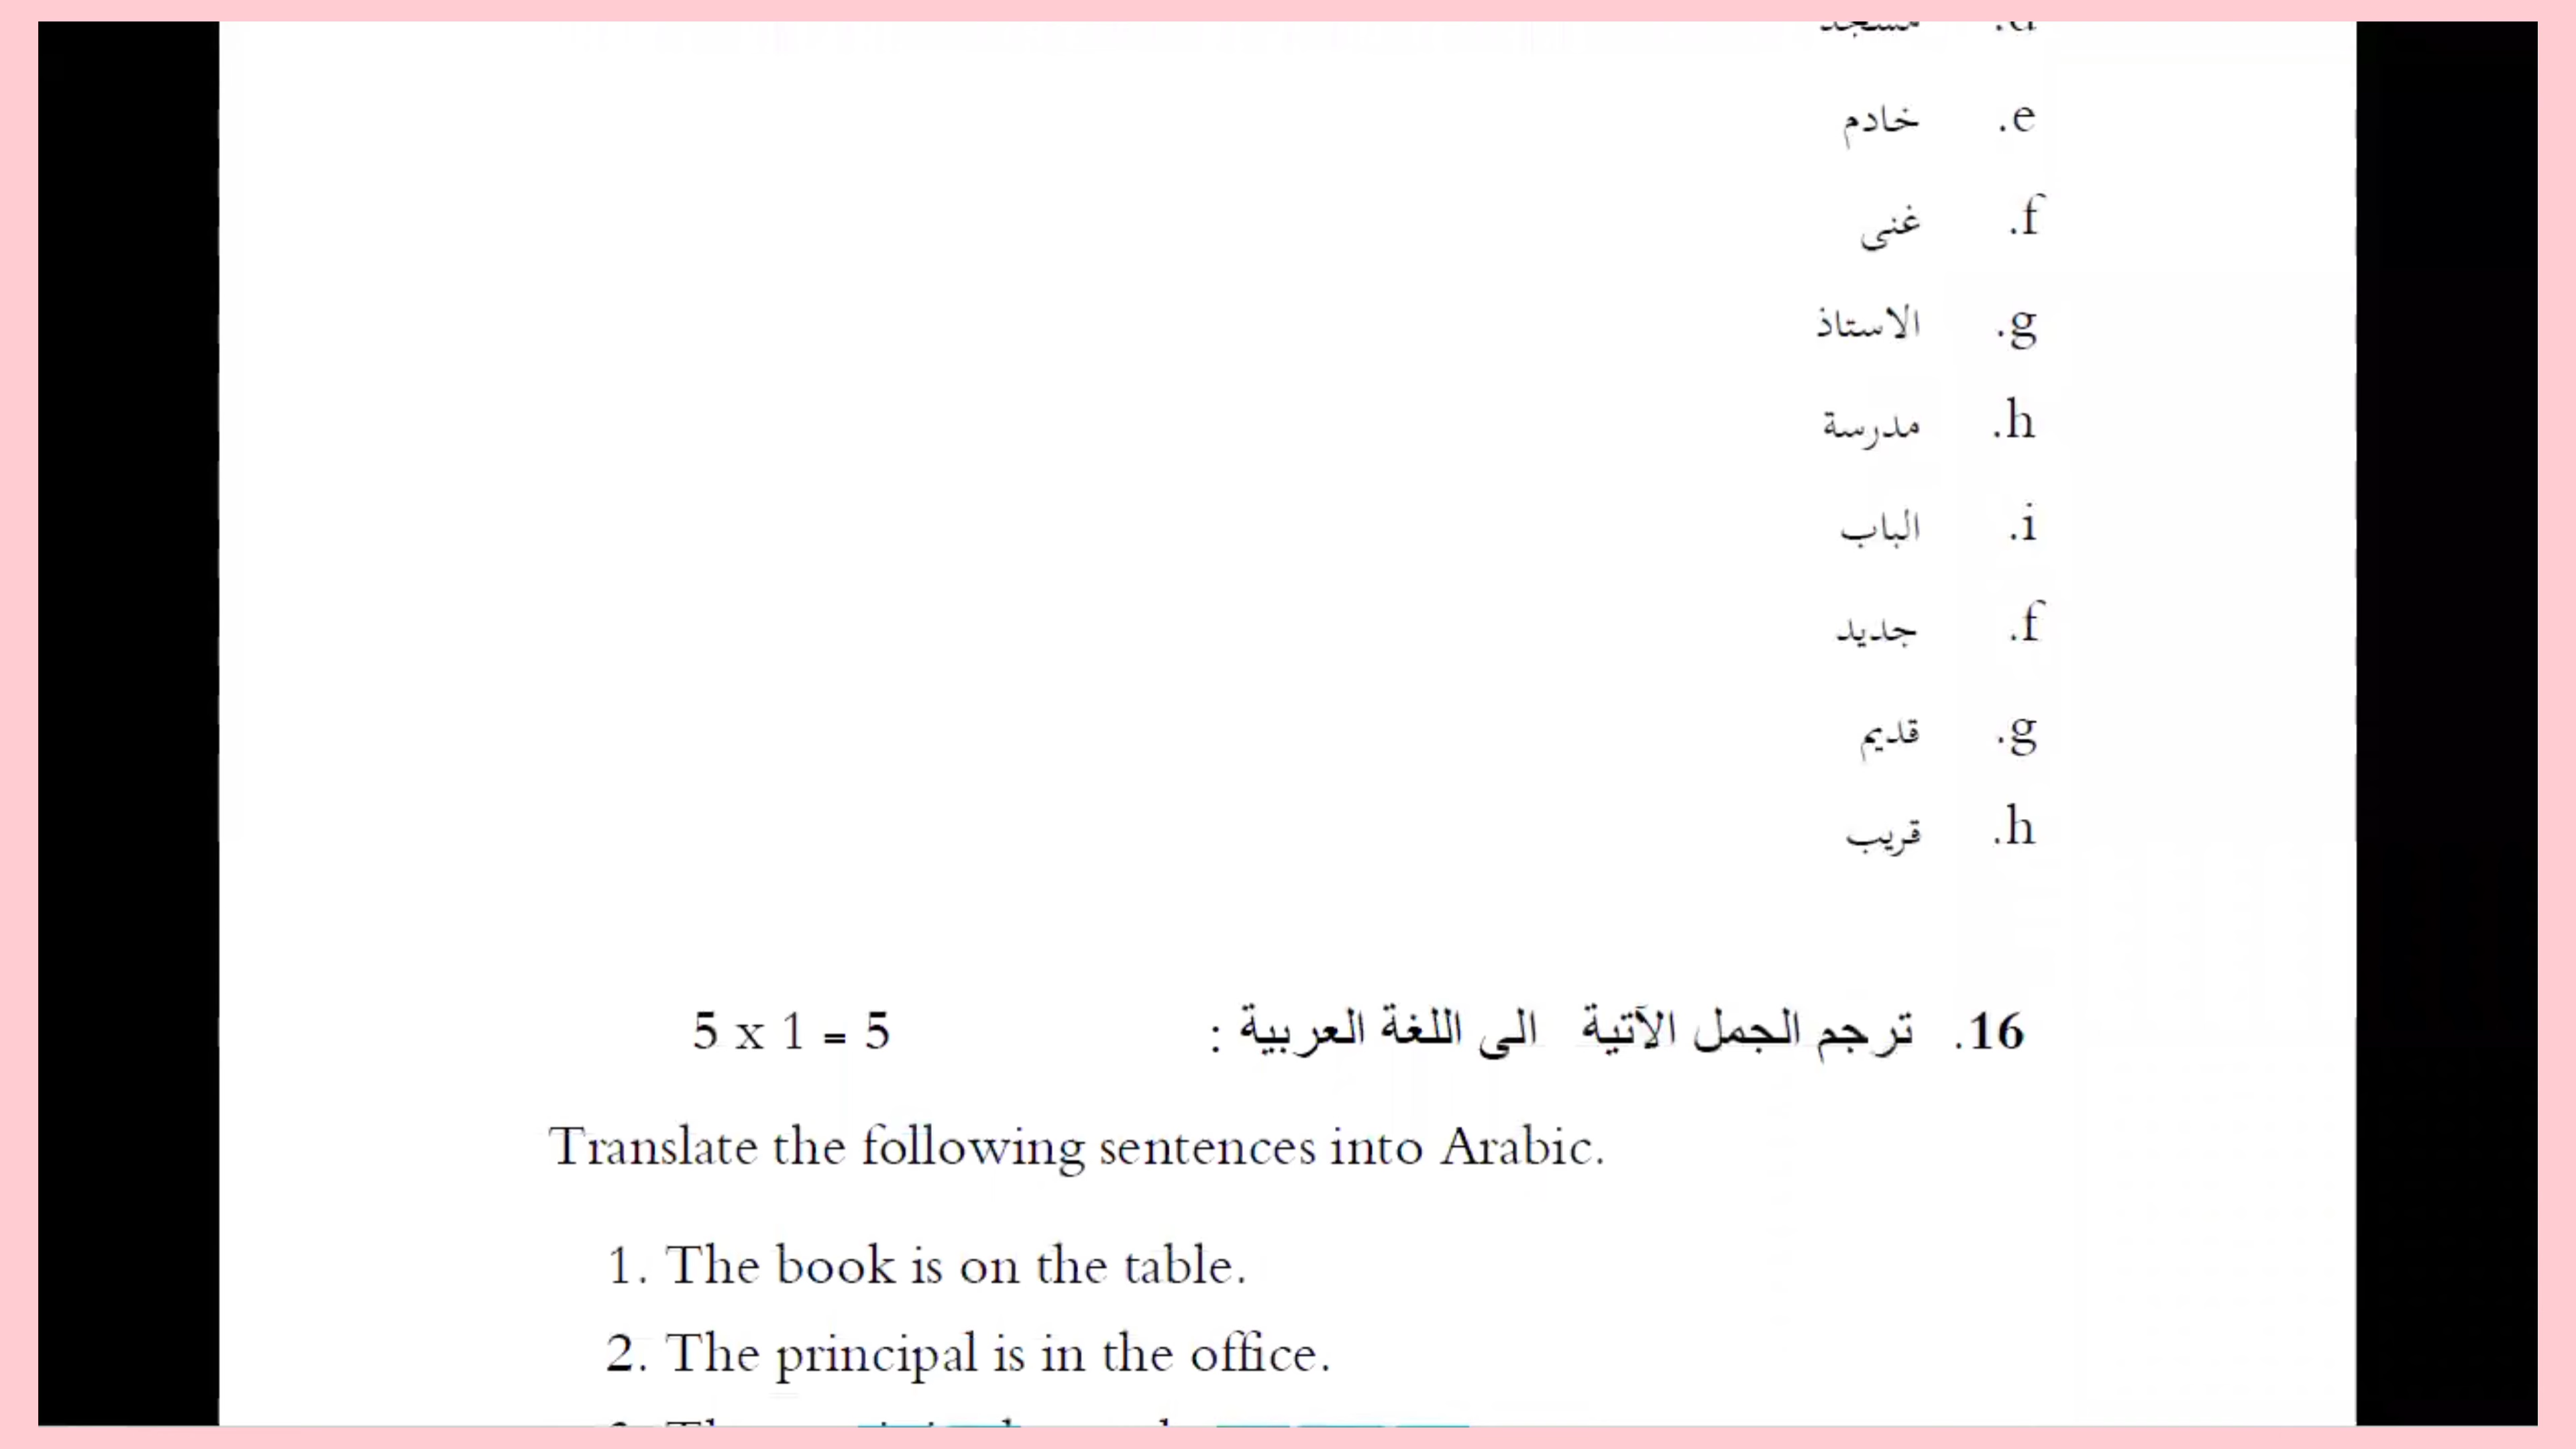 مسجد .d
خادم .e
غنى .f
الاستاذ .g
مدرسة .h
الباب .i
جديد .f
قديم .g
قريب .h
16. ترجم الجمل الآتية الى اللغة العربية : 5 x 1 = 5
Translate the following sentences into Arabic.
1. The book is on the table.
2. The principal is in the office.